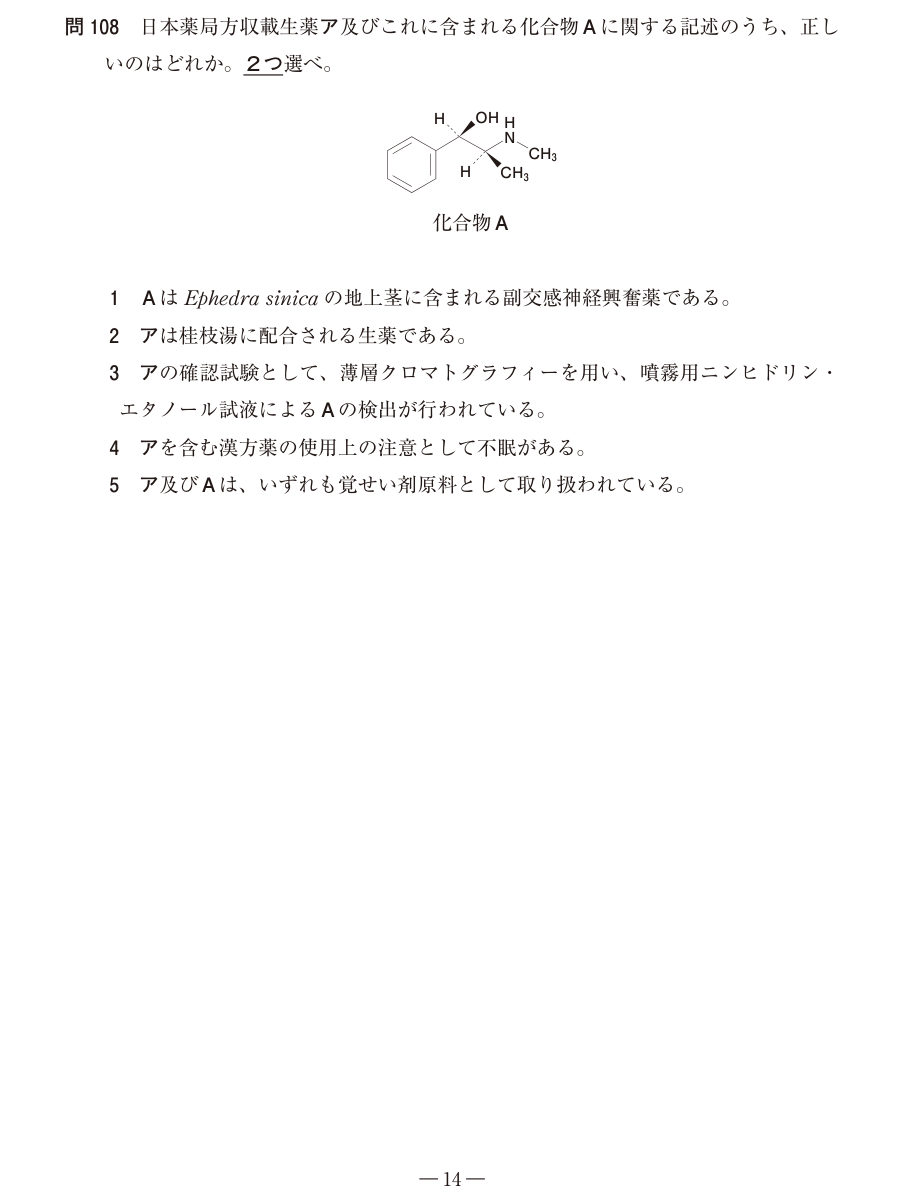 問 108　日本薬局方収載生薬ア及びこれに含まれる化合物Aに関する記述のうち、正し
いのはどれか。2つ選べ。
H OH H
N
CH3
H CH3
化合物A
1　AはEphedra sinicaの地上茎に含まれる副交感神経興奮薬である。
2　アは桂枝湯に配合される生薬である。
3　アの確認試験として、薄層クロマトグラフィーを用い、噴霧用ニンヒドリン・
エタノール試液によるAの検出が行われている。
4　アを含む漢方薬の使用上の注意として不眠がある。
5　ア及びAは、いずれも覚せい剤原料として取り扱われている。
— 14 —